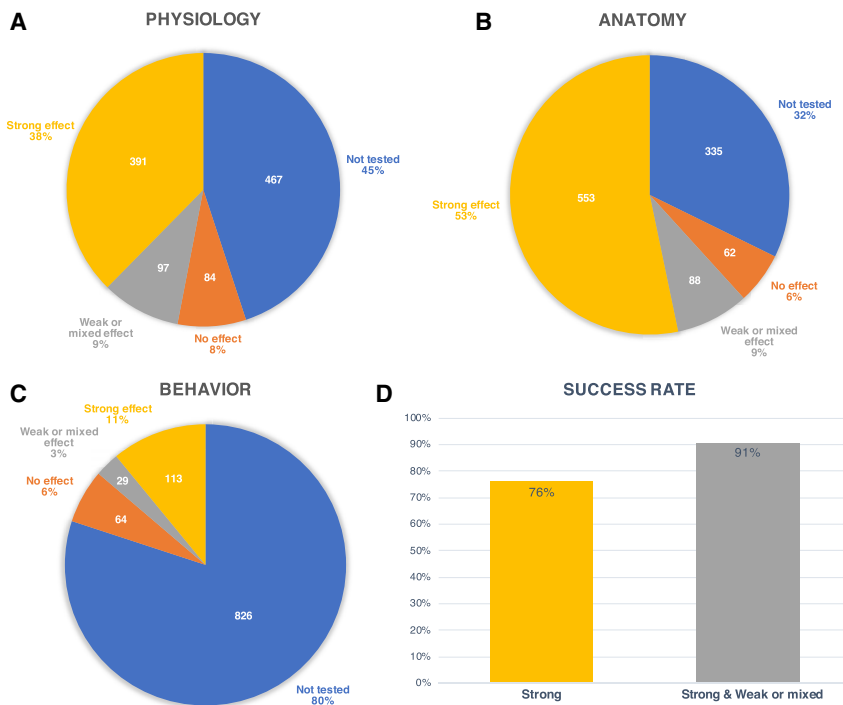 A
PHYSIOLOGY
Strong effect
38%
391
Not tested
45%
467
97
84
Weak or
mixed effect
9%
No effect
8%
B
ANATOMY
Not tested
32%
335
Strong effect
53%
553
62
88
No effect
6%
Weak or mixed
effect
9%
C
BEHAVIOR
Strong effect
11%
Weak or mixed
effect
3%
No effect
6%
113
29
64
826
Not tested
80%
D
SUCCESS RATE
100%
90%
80%
70%
60%
50%
40%
30%
20%
10%
0%
76%
91%
Strong
Strong & Weak or mixed